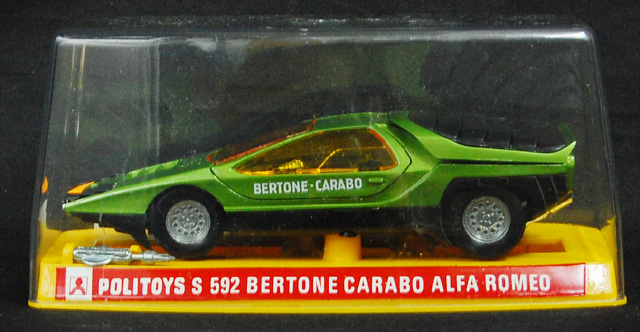 BERTONE - CARABO
POLITOYS S 592 BERTONE CARABO ALFA ROMEO